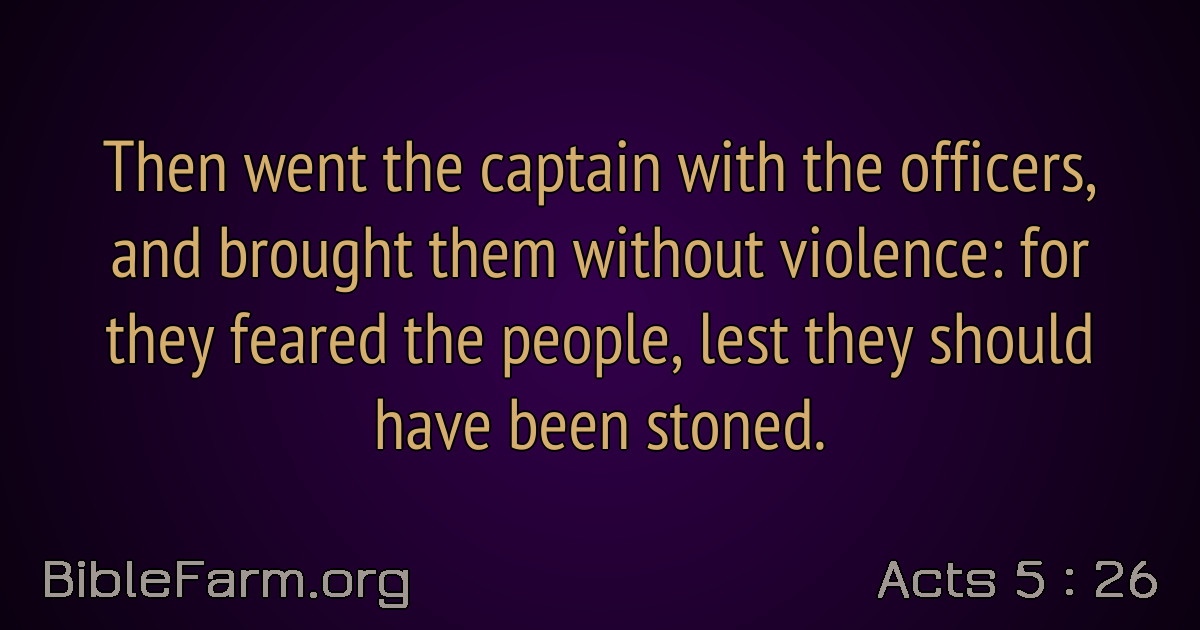 Then went the captain with the officers,
and brought them without violence: for
they feared the people, lest they should
have been stoned.
BibleFarm.org
Acts 5 : 26